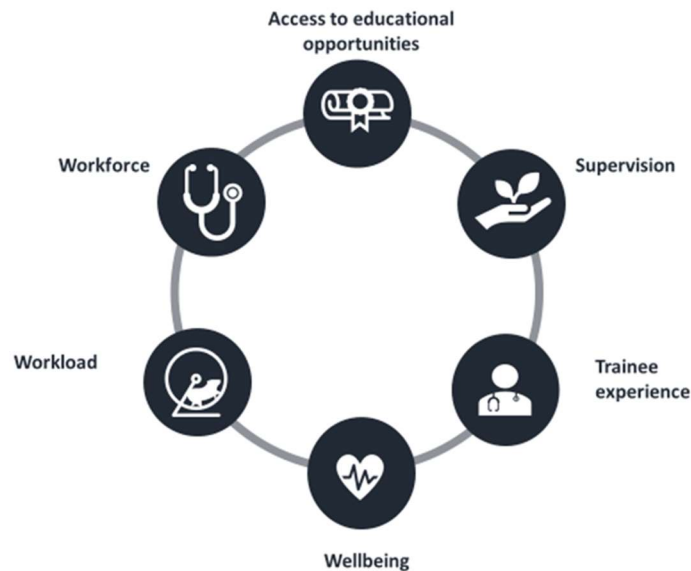 Access to educational
opportunities
Workforce
Supervision
Workload
Trainee
experience
Wellbeing